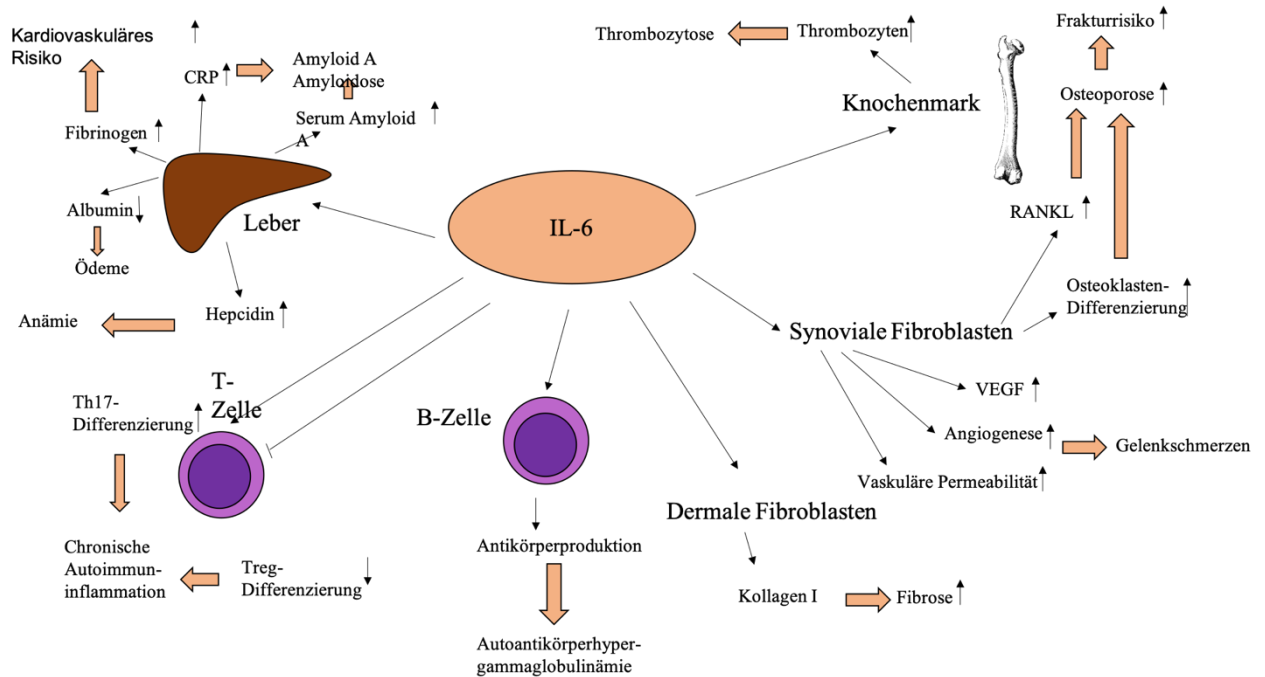 Kardiovaskuläres
Risiko
CRP
Amyloid A
Amyloidose
Serum Amyloid
A
Fibrinogen
Albumin
Ödeme
Leber
Hepcidin
Anämie
IL-6
Thrombozytose
Thrombozyten
Knochenmark
Frakturrisiko
Osteoporose
RANKL
Osteoklasten-
Differenzierung
Synoviale Fibroblasten
VEGF
Angiogenese
Gelenkschmerzen
Vaskuläre Permeabilität
T-
Zelle
Th17-
Differenzierung
Chronische
Autoimmun-
inflammation
Treg-
Differenzierung
B-Zelle
Antikörperproduktion
Autoantikörperhyper-
gammaglobulinämie
Dermale Fibroblasten
Kollagen I
Fibrose